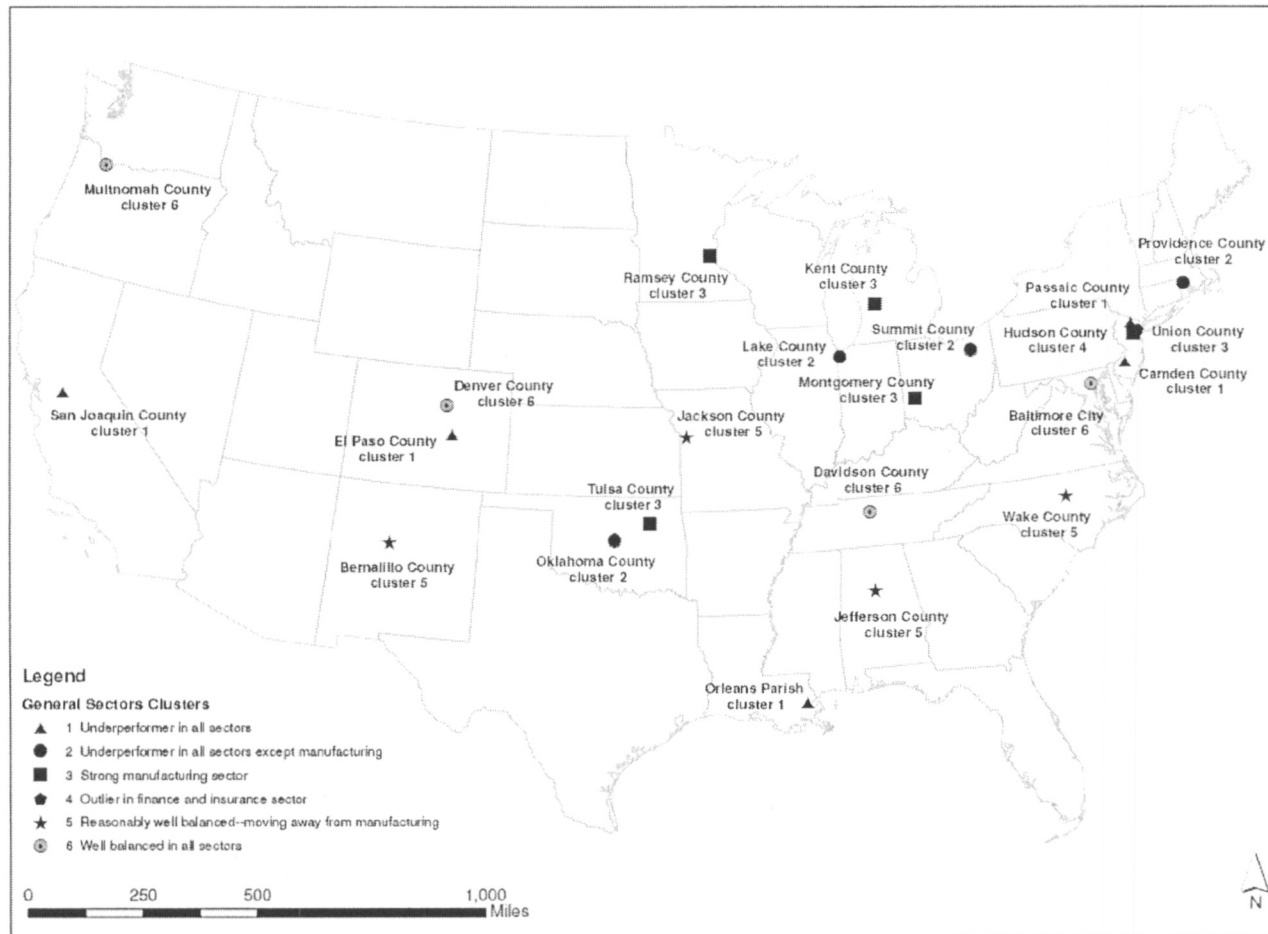 Multnomah County
cluster 6
Ramsey County
cluster 3
Kent County
cluster 3
Providence County
cluster 2
Passaic County
cluster 1
Hudson County
cluster 4
Union County
cluster 3
Summit County
cluster 2
Lake County
cluster 2
Camden County
cluster 1
Montgomery County
cluster 3
Denver County
cluster 6
San Joaquin County
cluster 1
Jackson County
cluster 5
Baltimore City
cluster 6
El Paso County
cluster 1
Davidson County
cluster 6
Tulsa County
cluster 3
Wake County
cluster 5
Bernalillo County
cluster 5
Oklahoma County
cluster 2
Jefferson County
cluster 5
Orleans Parish
cluster 1
Legend
General Sectors Clusters
1 Underperformer in all sectors
2 Underperformer in all sectors except manufacturing
3 Strong manufacturing sector
4 Outlier in finance and insurance sector
5 Reasonably well balanced--moving away from manufacturing
6 Well balanced in all sectors
0 250 500 1,000
Miles
N